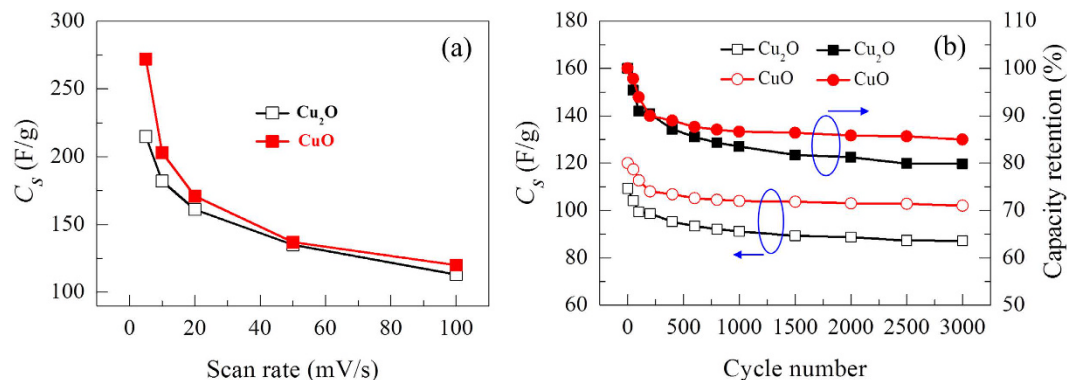 300
250
200
150
100
C_s (F/g)
(a)
Cu₂O
CuO
0 20 40 60 80 100
Scan rate (mV/s)
180
160
140
120
100
80
60
C_s (F/g)
(b)
Cu₂O Cu₂O
CuO CuO
110
100
90
80
70
60
50
Capacity retention (%)
0 500 1000 1500 2000 2500 3000
Cycle number